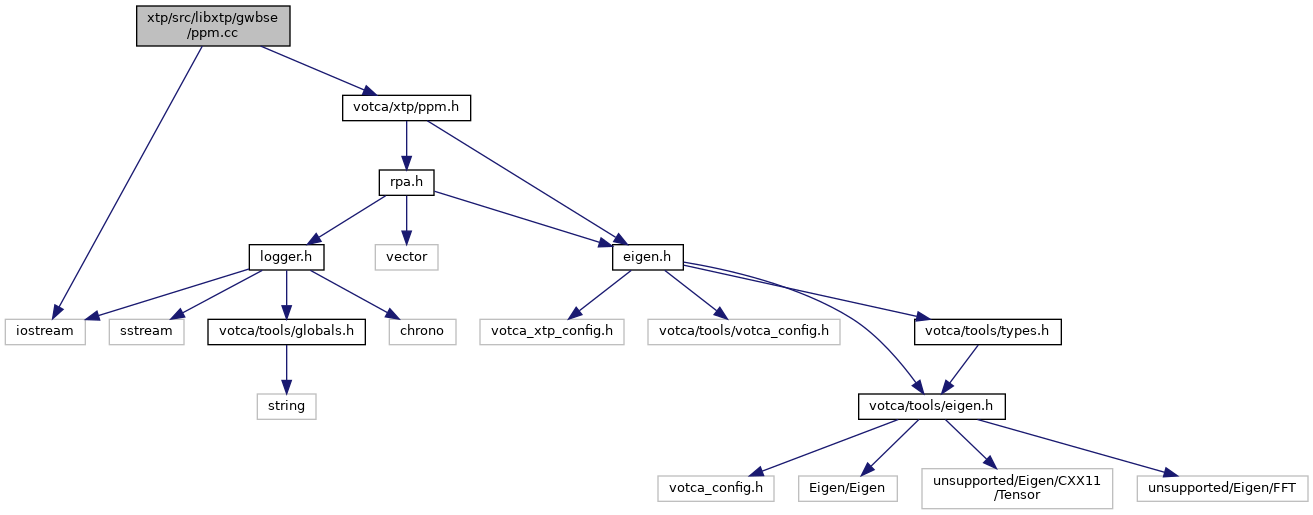 xtp/src/libxtp/gwbse
/ppm.cc
votca/xtp/ppm.h
rpa.h
logger.h
vector
eigen.h
iostream
sstream
votca/tools/globals.h
chrono
votca_xtp_config.h
votca/tools/votca_config.h
votca/tools/types.h
string
votca/tools/eigen.h
votca_config.h
Eigen/Eigen
unsupported/Eigen/CXX11
/Tensor
unsupported/Eigen/FFT